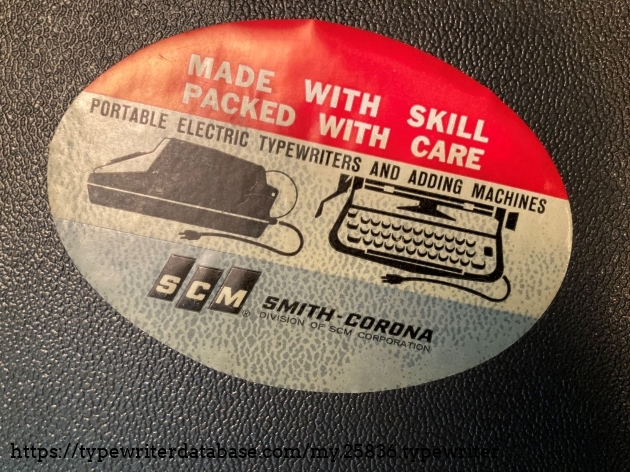 MADE WITH SKILL
PACKED WITH CARE
PORTABLE ELECTRIC TYPEWRITERS AND ADDING MACHINES
SCM®
SMITH-CORONA
DIVISION OF SCM CORPORATION
https://typewriterdatabase.com/my.25836.typewriter